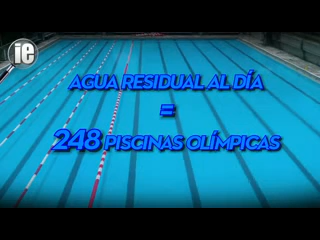 ie
AGUA RESIDUAL AL DÍA
=
248 PISCINAS OLÍMPICAS